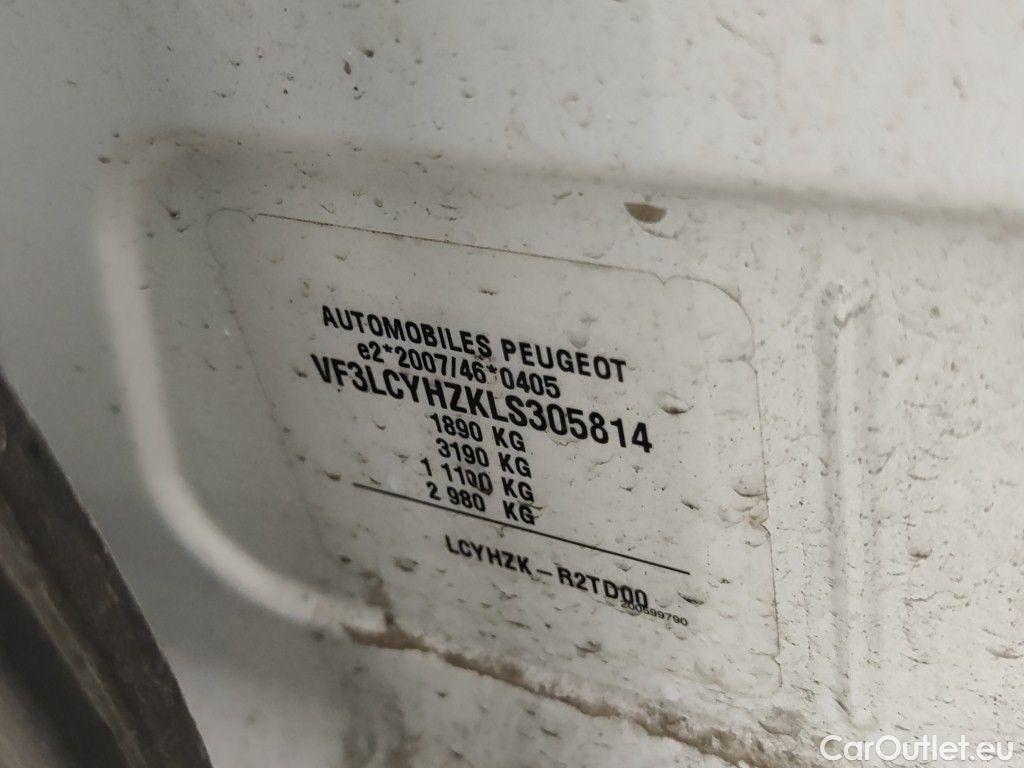 AUTOMOBILES PEUGEOT
e2*2007/46*0405
VF3LCYHZKLS305814
1890 KG
3190 KG
1 1100 KG
2 980 KG
LCYHZK-R2TD00
200599790
CarOutlet.eu